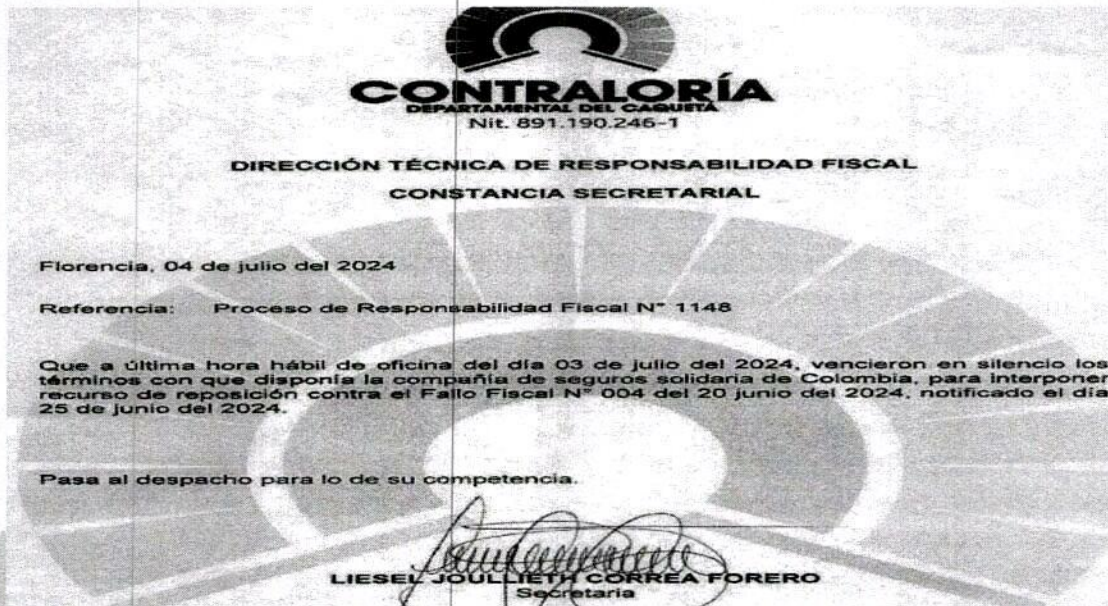 CONTRALORÍA
DEPARTAMENTAL DEL CAQUETÁ
Nit. 891.190.246-1
DIRECCIÓN TÉCNICA DE RESPONSABILIDAD FISCAL
CONSTANCIA SECRETARIAL
Florencia, 04 de julio del 2024
Referencia: Proceso de Responsabilidad Fiscal N° 1148
Que a última hora hábil de oficina del día 03 de julio del 2024, vencieron en silencio los
términos con que disponía la compañía de seguros solidaria de Colombia, para interponer
recurso de reposición contra el Fallo Fiscal N° 004 del 20 junio del 2024, notificado el día
25 de junio del 2024.
Pasa al despacho para lo de su competencia.
LIESEL JOULLIETH CORREA FORERO
Secretaria